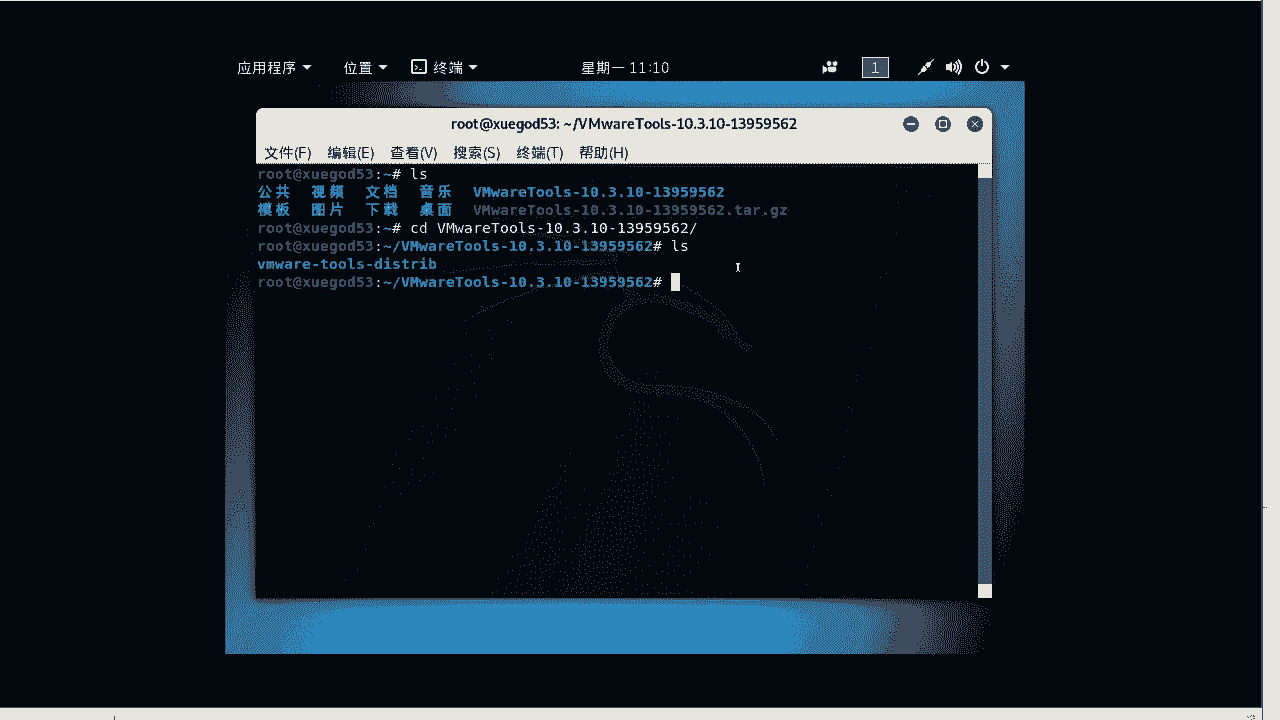 应用程序 位置 终端 星期一 11:10 1
root@xuegod53: ~/VMwareTools-10.3.10-13959562
文件(F) 编辑(E) 查看(V) 搜索(S) 终端(T) 帮助(H)
root@xuegod53:~# ls
公共 视频 文档 音乐 VMwareTools-10.3.10-13959562
模板 图片 下载 桌面 VMwareTools-10.3.10-13959562.tar.gz
root@xuegod53:~# cd VMwareTools-10.3.10-13959562/
root@xuegod53:~/VMwareTools-10.3.10-13959562# ls
vmware-tools-distrib
root@xuegod53:~/VMwareTools-10.3.10-13959562#